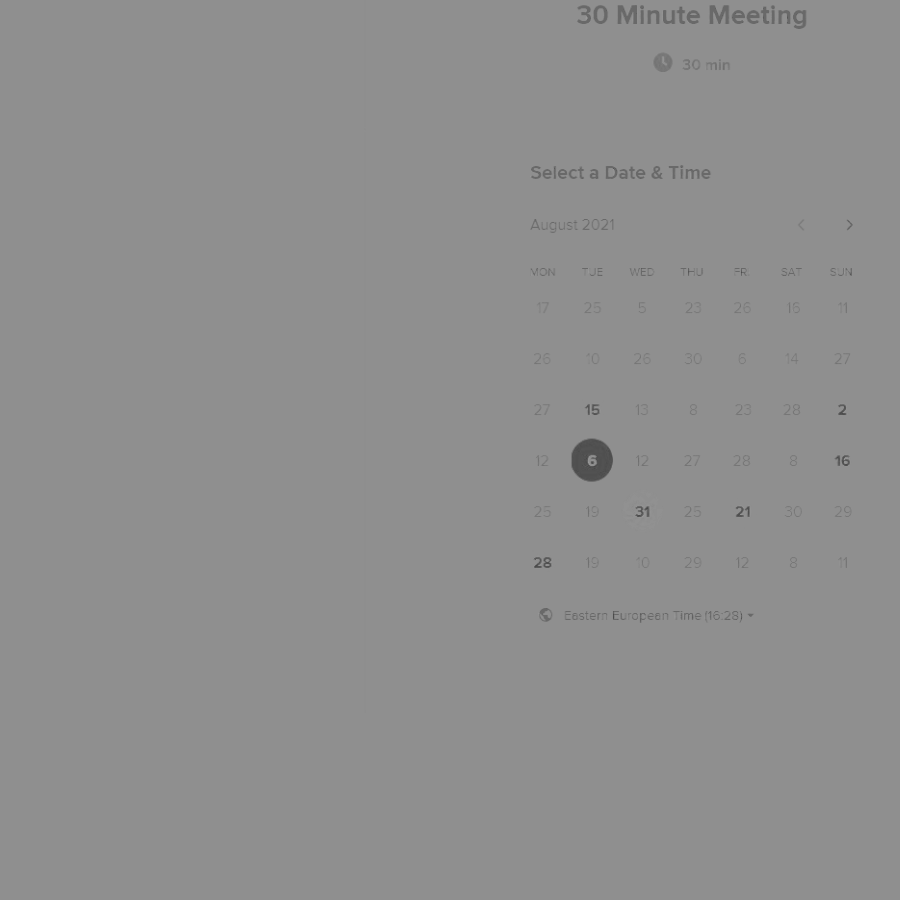 30 Minute Meeting
30 min
Select a Date & Time
August 2021
MON TUE WED THU FRI SAT SUN
17 25 5 23 26 15 11
26 10 26 30 6 14 27
27 15 13 8 23 28 2
12 6 12 27 28 8 16
25 19 31 25 21 30 29
28 19 10 29 12 8 11
Eastern European Time (16:28)